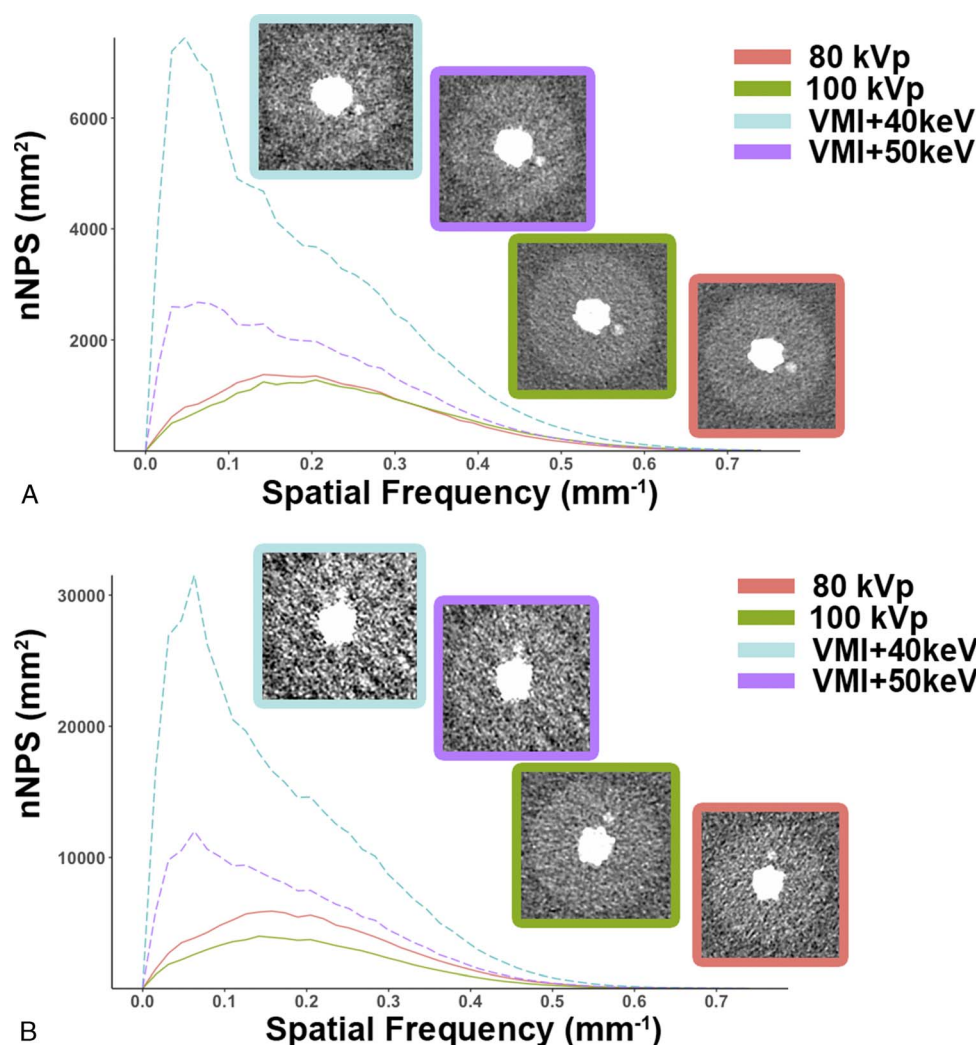 80 kVp
100 kVp
VMI+40keV
VMI+50keV
nNPS (mm²)
6000
4000
2000
0.0 0.1 0.2 0.3 0.4 0.5 0.6 0.7
Spatial Frequency (mm⁻¹)
A
80 kVp
100 kVp
VMI+40keV
VMI+50keV
nNPS (mm²)
30000
20000
10000
0.0 0.1 0.2 0.3 0.4 0.5 0.6 0.7
Spatial Frequency (mm⁻¹)
B